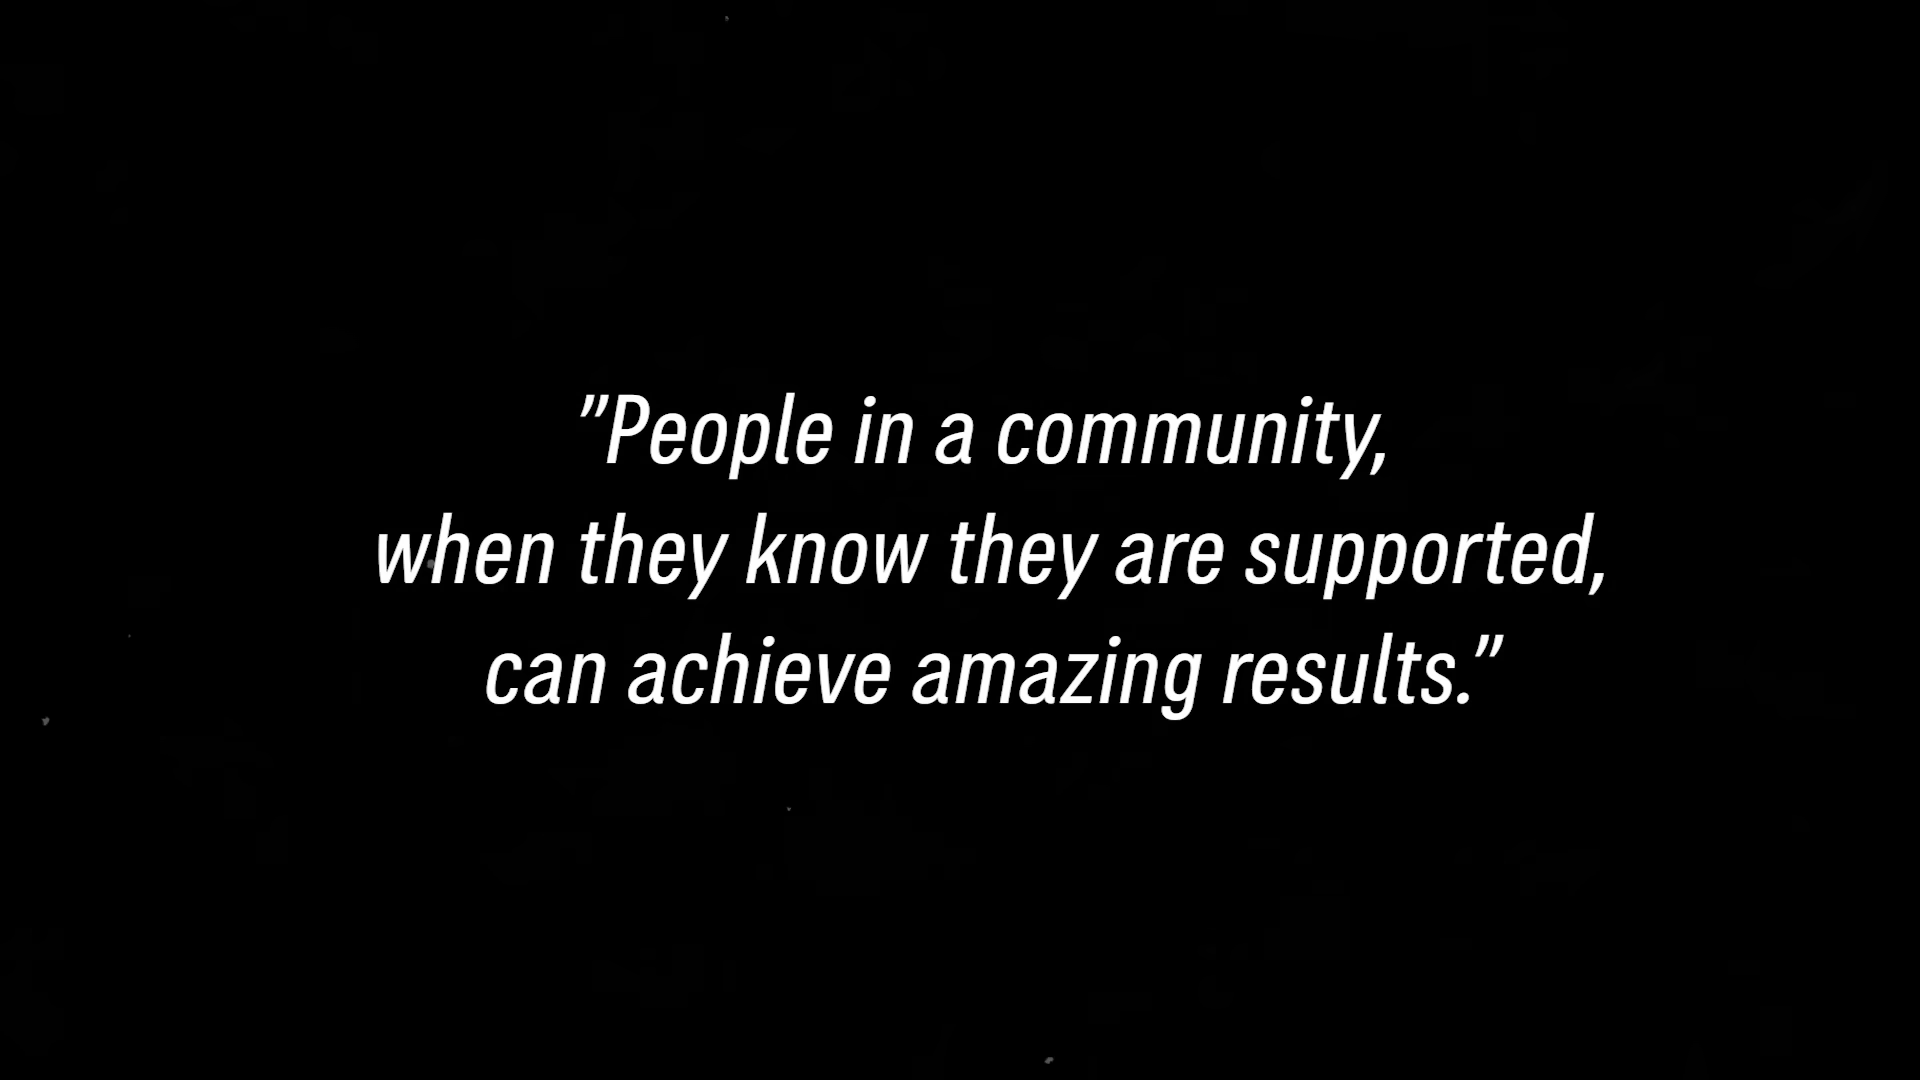 ”People in a community,
when they know they are supported,
can achieve amazing results.”